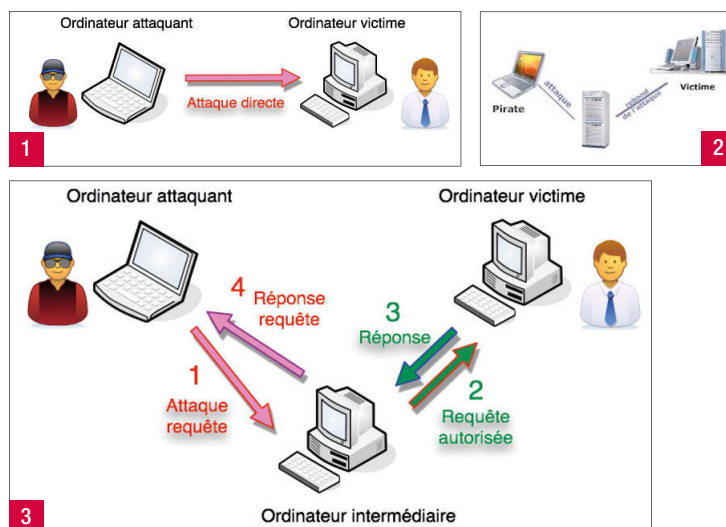 Ordinateur attaquant
Ordinateur victime
Attaque directe
1
Pirate
attaque
rebond
de l'attaque
Victime
2
Ordinateur attaquant
Ordinateur victime
4
Réponse
requête
3
Réponse
1
Attaque
requête
2
Requête
autorisée
Ordinateur intermédiaire
3